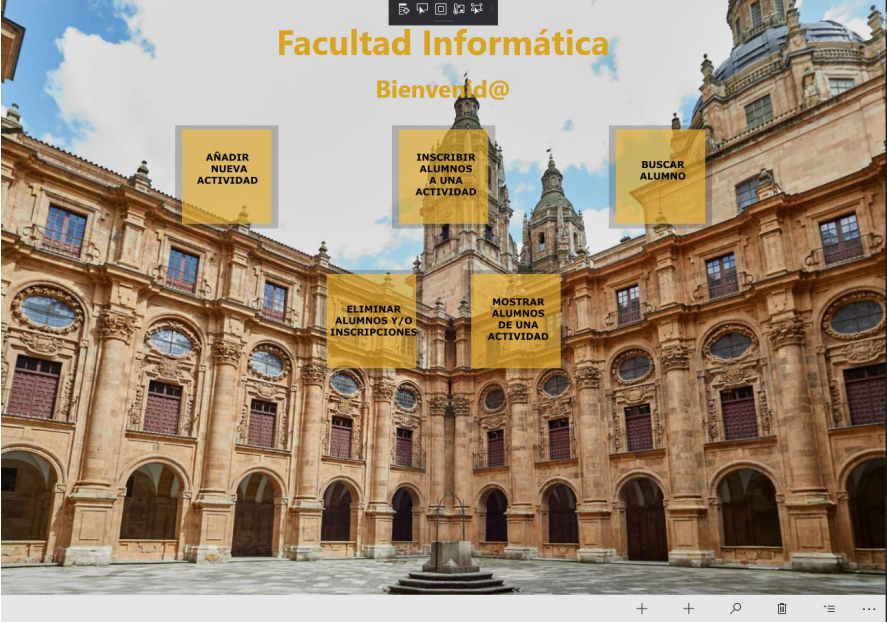 Facultad Informática
Bienvenid@
AÑADIR
NUEVA
ACTIVIDAD
INSCRIBIR
ALUMNOS
A UNA
ACTIVIDAD
BUSCAR
ALUMNO
ELIMINAR
ALUMNOS Y/O
INSCRIPCIONES
MOSTRAR
ALUMNOS
DE UNA
ACTIVIDAD